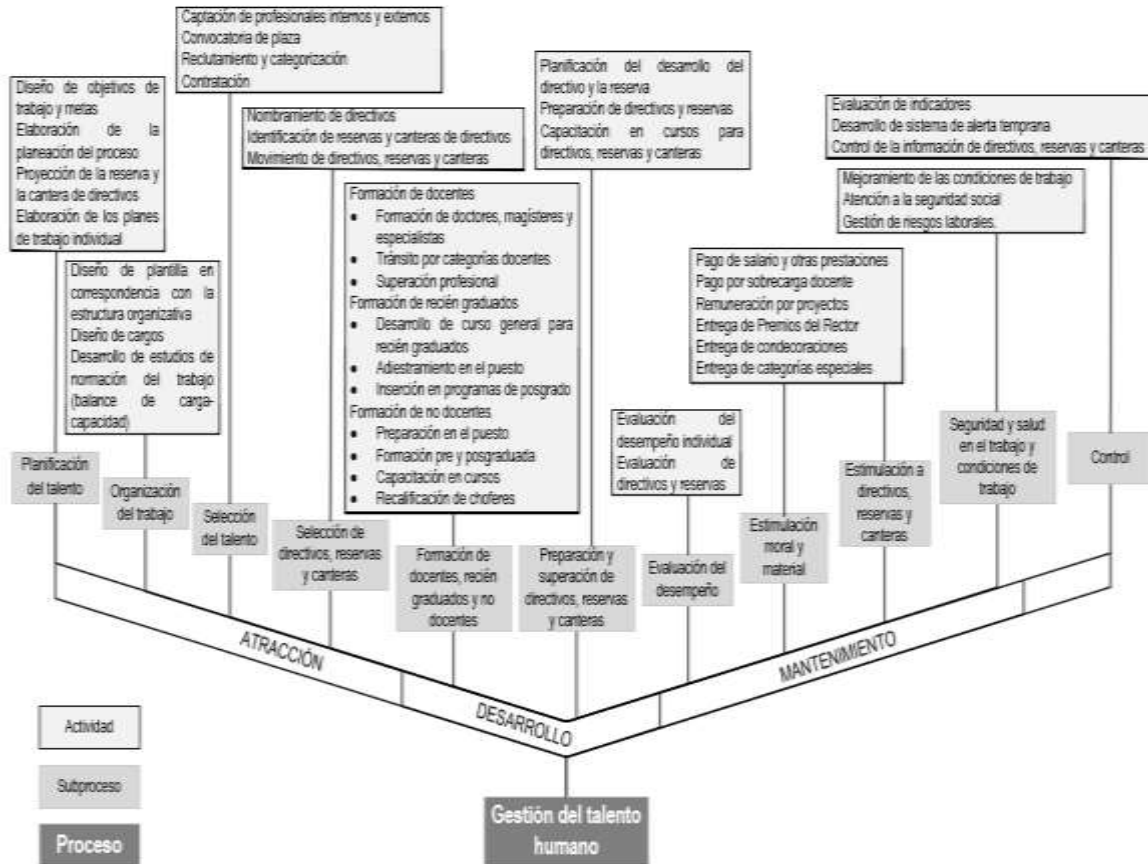 Captación de profesionales internos y externos
Convocatoria de plaza
Reclutamiento y categorización
Contratación
Diseño de objetivos de
trabajo y metas
Elaboración de la
planeación del proceso
Proyección de la reserva y
la cantera de directivos
Elaboración de los planes
de trabajo individual
Nombramiento de directivos
Identificación de reservas y canteras de directivos
Movimiento de directivos, reservas y canteras
Planificación del desarrollo del
directivo y la reserva
Preparación de directivos y reservas
Capacitación en cursos para
directivos, reservas y canteras
Evaluación de indicadores
Desarrollo de sistema de alerta temprana
Control de la información de directivos, reservas y canteras
Mejoramiento de las condiciones de trabajo
Atención a la seguridad social
Gestión de riesgos laborales.
Diseño de plantilla en
correspondencia con la
estructura organizativa
Diseño de cargos
Desarrollo de estudios de
normación del trabajo
(balance de carga-
capacidad)
Formación de docentes
• Formación de doctores, magísteres y
especialistas
• Tránsito por categorías docentes
• Superación profesional
Formación de recién graduados
• Desarrollo de curso general para
recién graduados
• Adiestramiento en el puesto
• Inserción en programas de posgrado
Formación de no docentes
• Preparación en el puesto
• Formación pre y posgraduada
• Capacitación en cursos
• Recalificación de choferes
Pago de salario y otras prestaciones
Pago por sobrecarga docente
Remuneración por proyectos
Entrega de Premios del Rector
Entrega de condecoraciones
Entrega de categorías especiales
Evaluación del
desempeño individual
Evaluación de
directivos y reservas
Planificación
del talento
Organización
del trabajo
Selección
del talento
Selección de
directivos, reservas
y canteras
Formación de
docentes, recién
graduados y no
docentes
Preparación y
superación de
directivos, reservas
y canteras
Evaluación del
desempeño
Estimulación
moral y
material
Estimulación a
directivos,
reservas y
canteras
Seguridad y salud
en el trabajo y
condiciones de
trabajo
Control
ATRACCIÓN
DESARROLLO
MANTENIMIENTO
Actividad
Subproceso
Proceso
Gestión del talento
humano